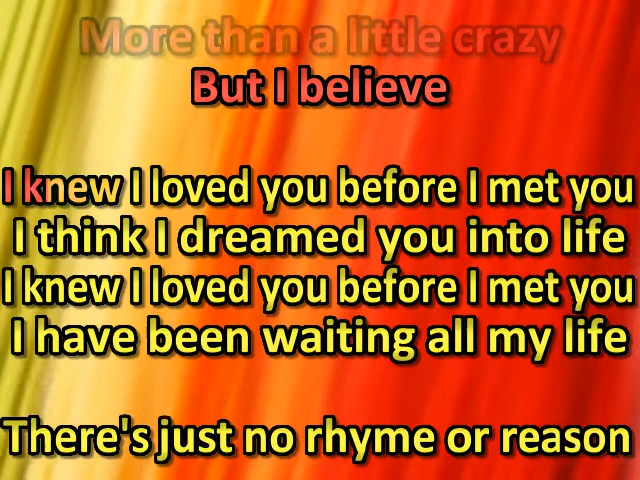 More than a little crazy
But I believe
I knew I loved you before I met you
I think I dreamed you into life
I knew I loved you before I met you
I have been waiting all my life
There's just no rhyme or reason